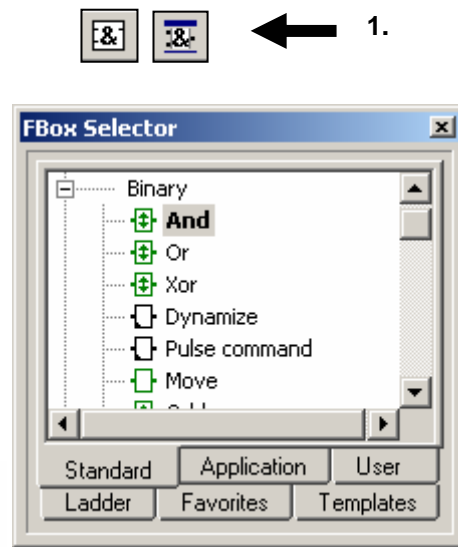 & & 1.
FBox Selector
Binary
And
Or
Xor
Dynamize
Pulse command
Move
Standard Application User
Ladder Favorites Templates